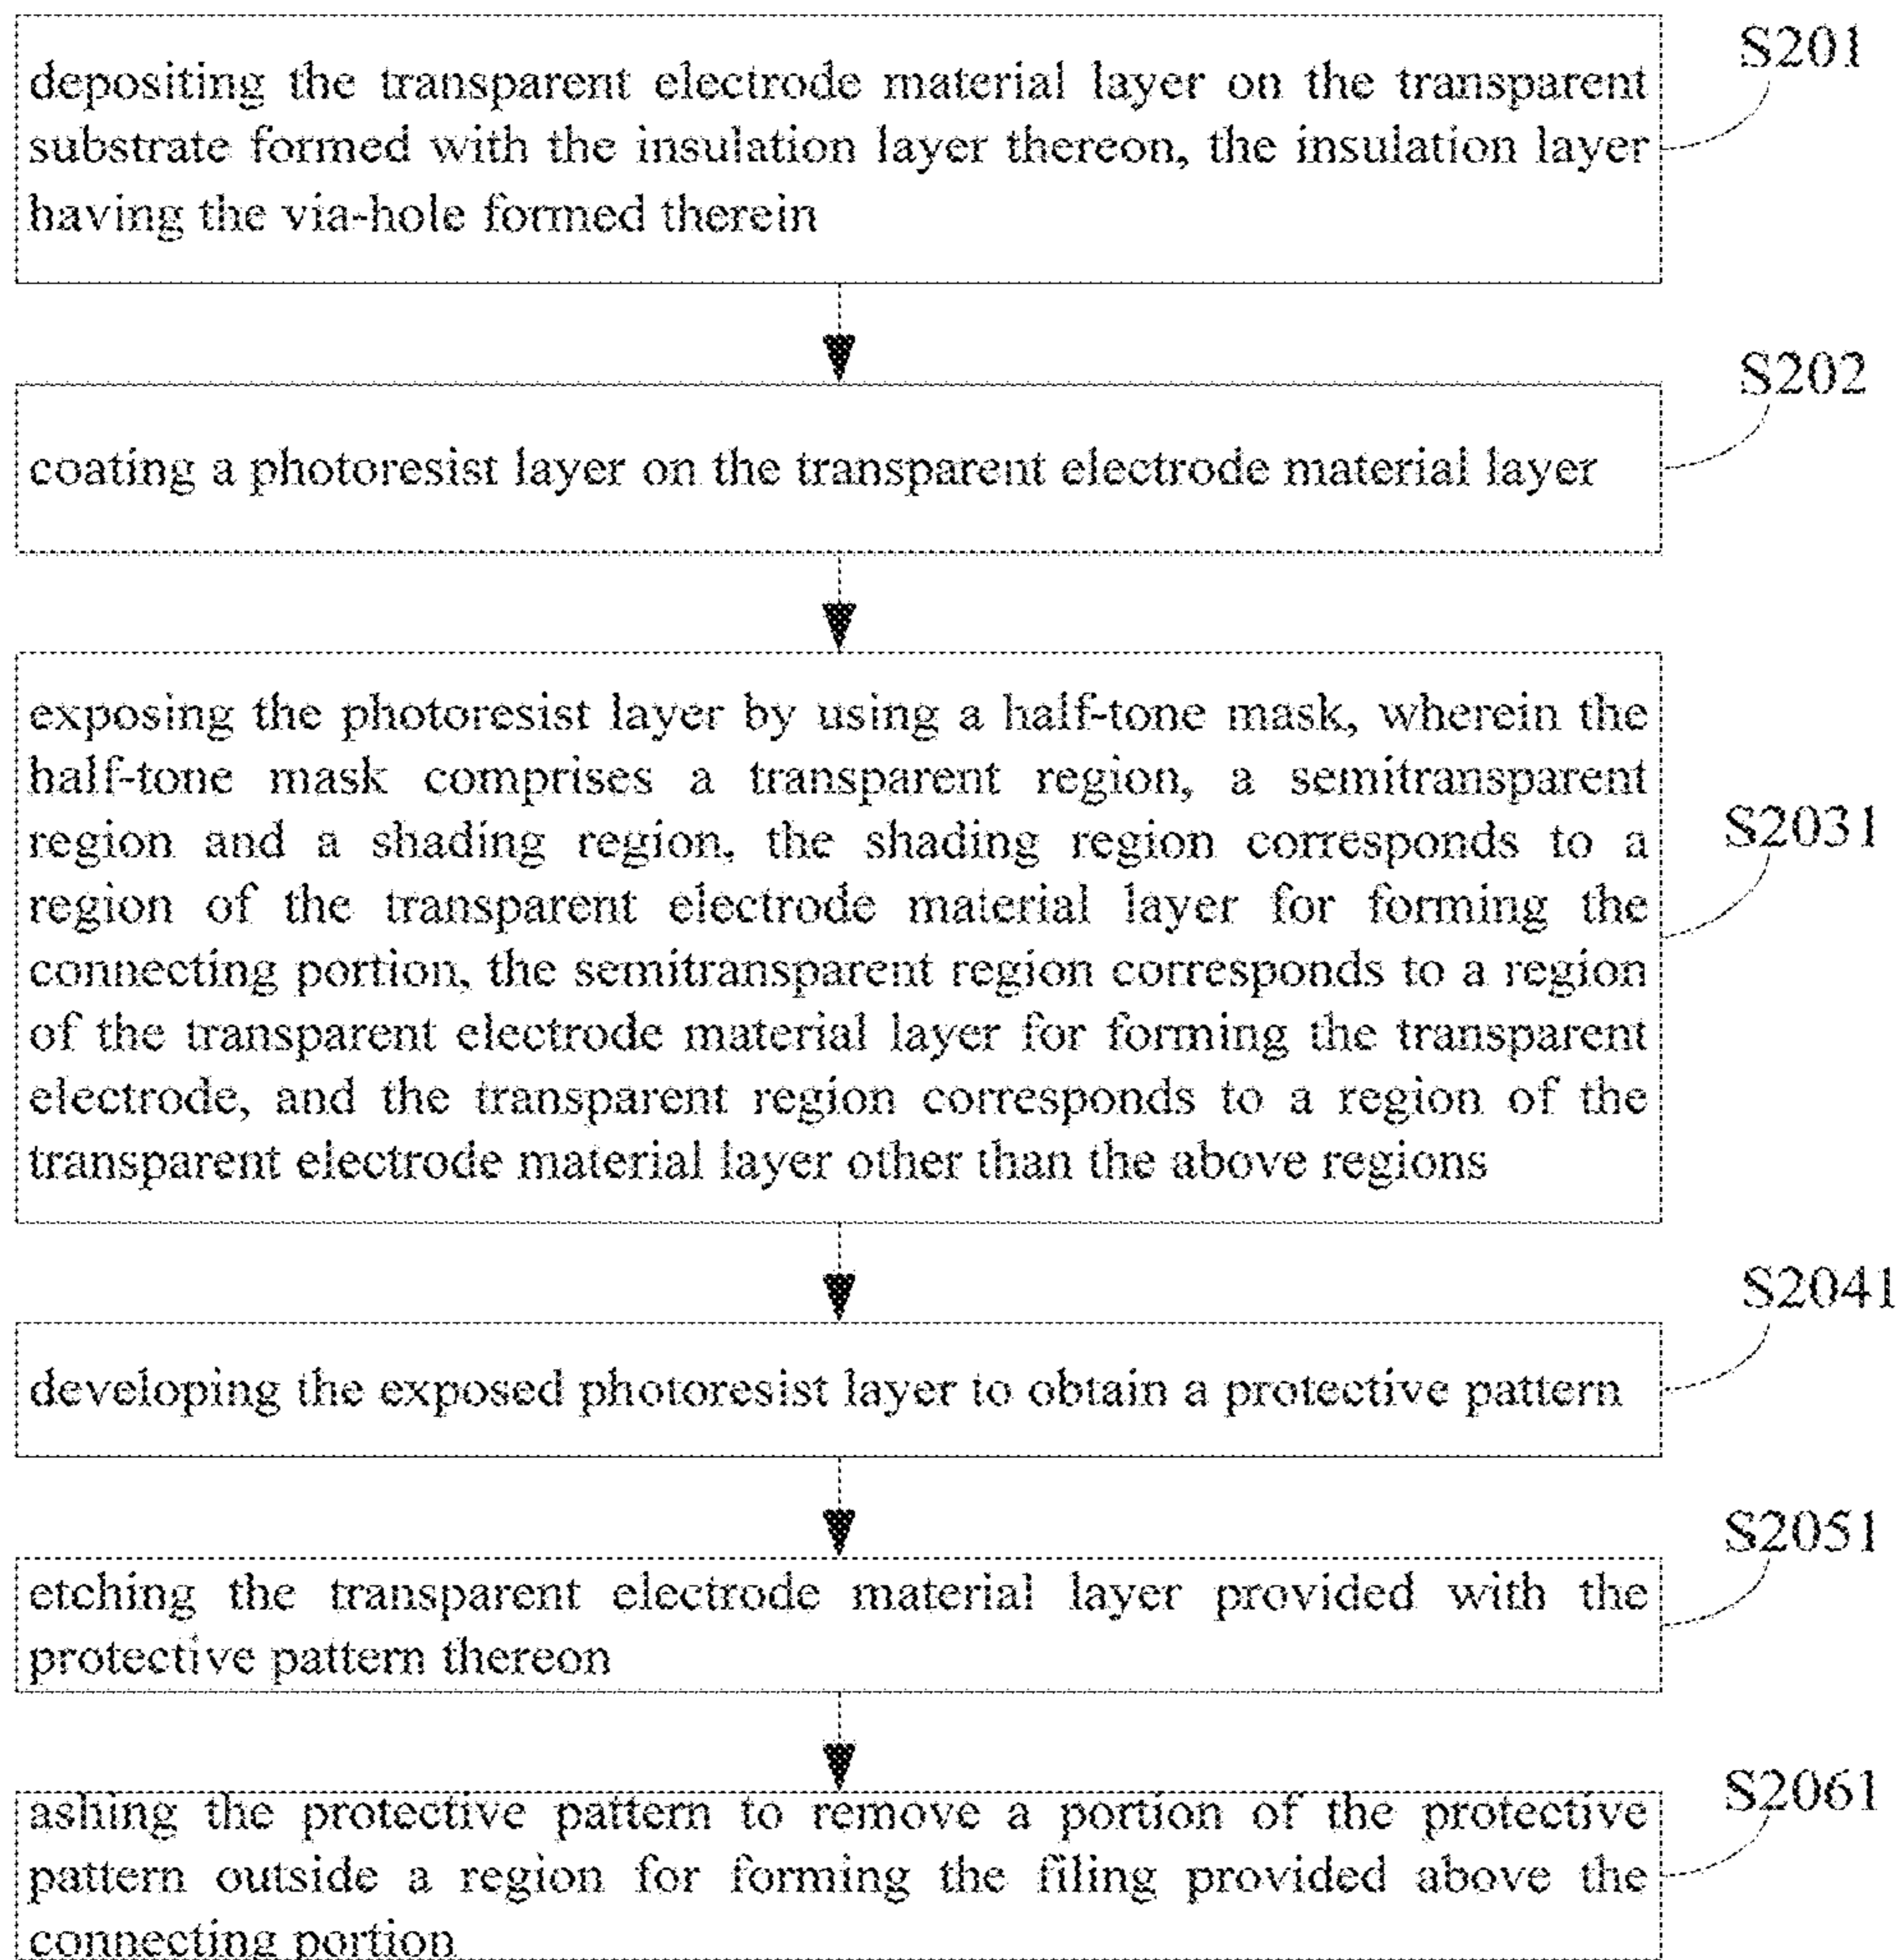 S201
depositing the transparent electrode material layer on the transparent
substrate formed with the insulation layer thereon, the insulation layer
having the via-hole formed therein
S202
coating a photoresist layer on the transparent electrode material layer
exposing the photoresist layer by using a half-tone mask, wherein the
half-tone mask comprises a transparent region, a semitransparent
region and a shading region, the shading region corresponds to a
S2031
region of the transparent electrode material layer for forming the
connecting portion, the semitransparent region corresponds to a region
of the transparent electrode material layer for forming the transparent
electrode, and the transparent region corresponds to a region of the
transparent electrode material layer other than the above regions
S2041
developing the exposed photoresist layer to obtain a protective pattern
S2051
etching the transparent electrode material layer provided with the
protective pattern thereon
S2061
ashing the protective pattern to remove a portion of the protective
pattern outside a region for forming the filing provided above the
connecting portion